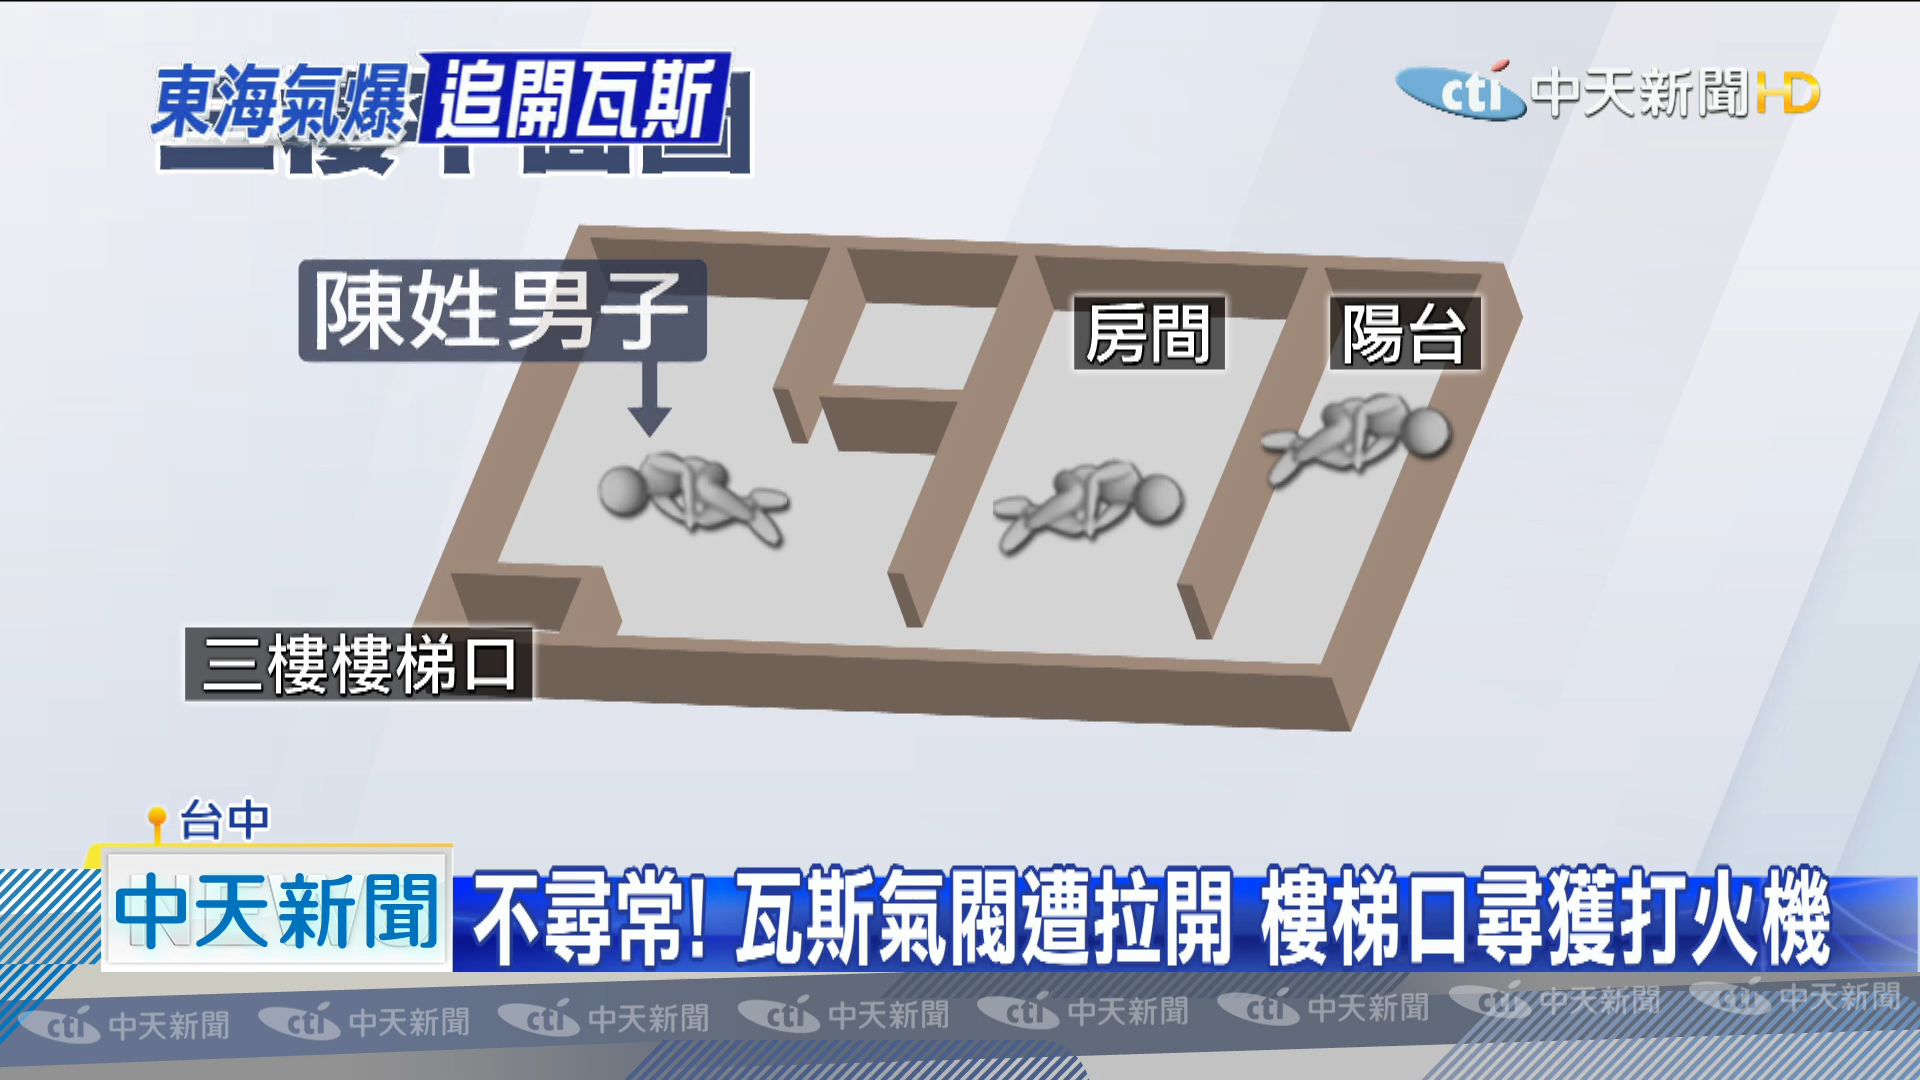 東海氣爆 追開瓦斯
cti 中天新聞HD
陳姓男子
房間
陽台
三樓樓梯口
台中
中天新聞
不尋常! 瓦斯氣閥遭拉開 樓梯口尋獲打火機
cti 中天新聞 cti 中天新聞 cti 中天新聞 cti 中天新聞 cti 中天新聞 cti 中天新聞 cti 中天新聞 cti 中天新聞